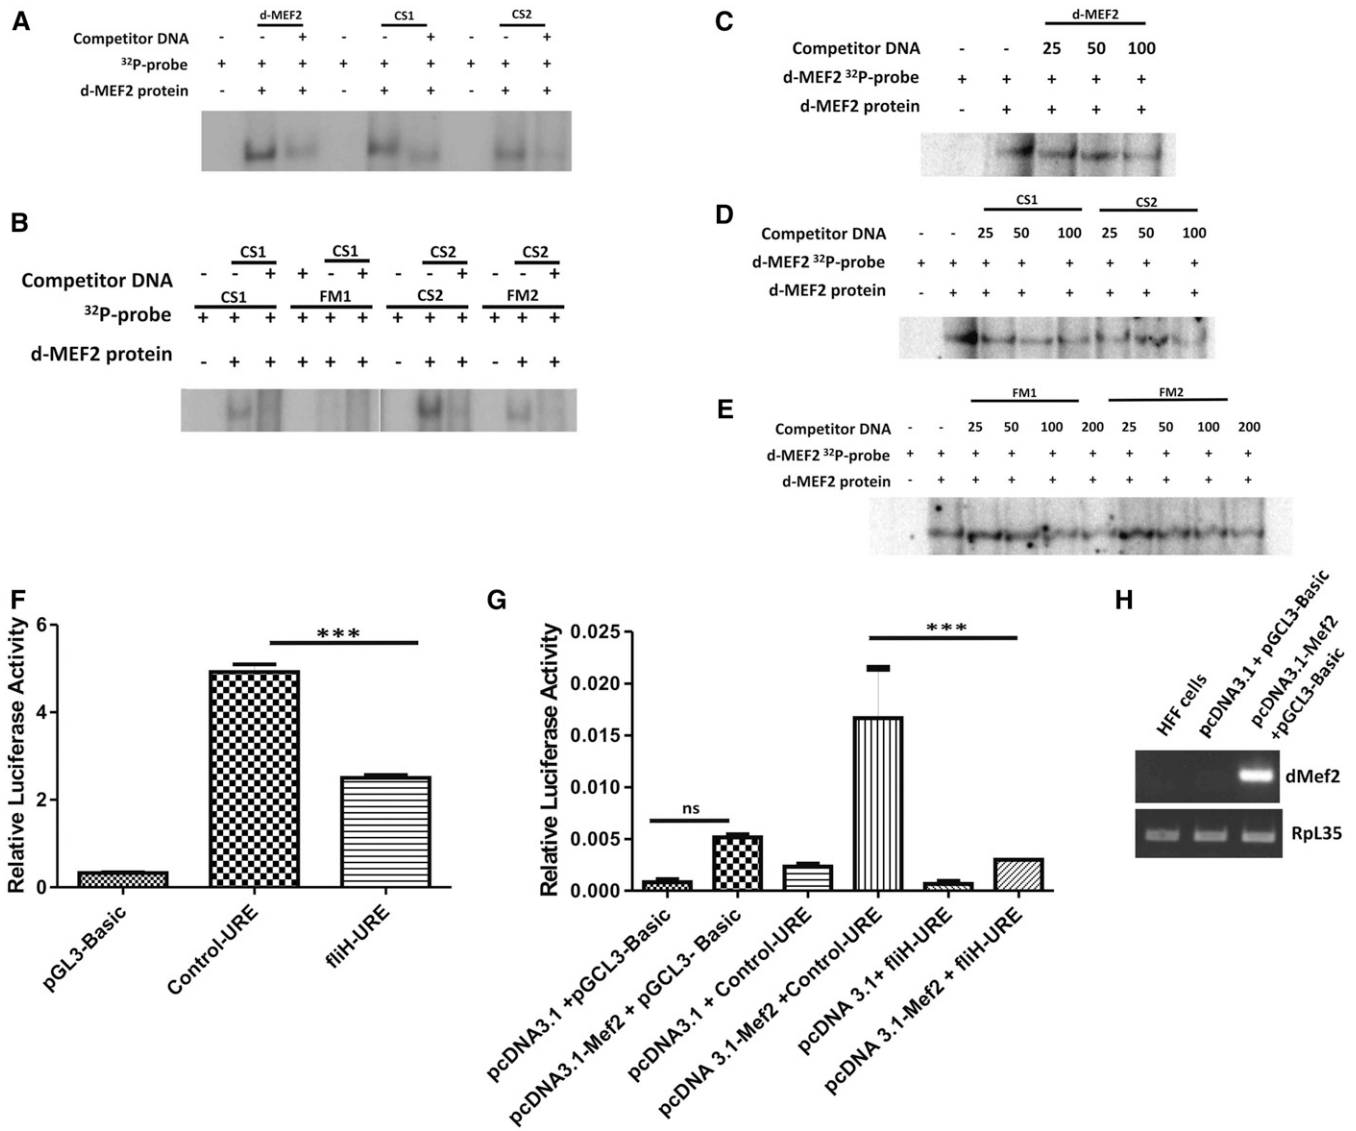 A
d-MEF2 CS1 CS2
Competitor DNA - - + - - + - - +
32P-probe + + + + + + + + +
d-MEF2 protein - + + - + + - + +
B
CS1 CS1 CS2 CS2
Competitor DNA - - + + - + - - + - - +
CS1 FM1 CS2 FM2
32P-probe + + + + + + + + + + + +
d-MEF2 protein - + + + + + - + + - + +
C
d-MEF2
Competitor DNA - - 25 50 100
d-MEF2 32P-probe + + + + +
d-MEF2 protein - + + + +
D
CS1 CS2
Competitor DNA - - 25 50 100 25 50 100
d-MEF2 32P-probe + + + + + + + +
d-MEF2 protein - + + + + + + +
E
FM1 FM2
Competitor DNA - - 25 50 100 200 25 50 100 200
d-MEF2 32P-probe + + + + + + + + + +
d-MEF2 protein - + + + + + + + + +
F
Relative Luciferase Activity
6
4
2
0
***
pGL3-Basic
Control-URE
fliH-URE
G
Relative Luciferase Activity
0.025
0.020
0.015
0.010
0.005
0.000
ns
***
pcDNA3.1 +pGCL3-Basic
pcDNA3.1-Mef2 + pGCL3- Basic
pcDNA3.1 + Control-URE
pcDNA 3.1-Mef2 +Control-URE
pcDNA 3.1+ fliH-URE
pcDNA 3.1-Mef2 + fliH-URE
H
HFF cells
pcDNA3.1 + pGCL3-Basic
pcDNA3.1-Mef2
+pGCL3-Basic
dMef2
RpL35